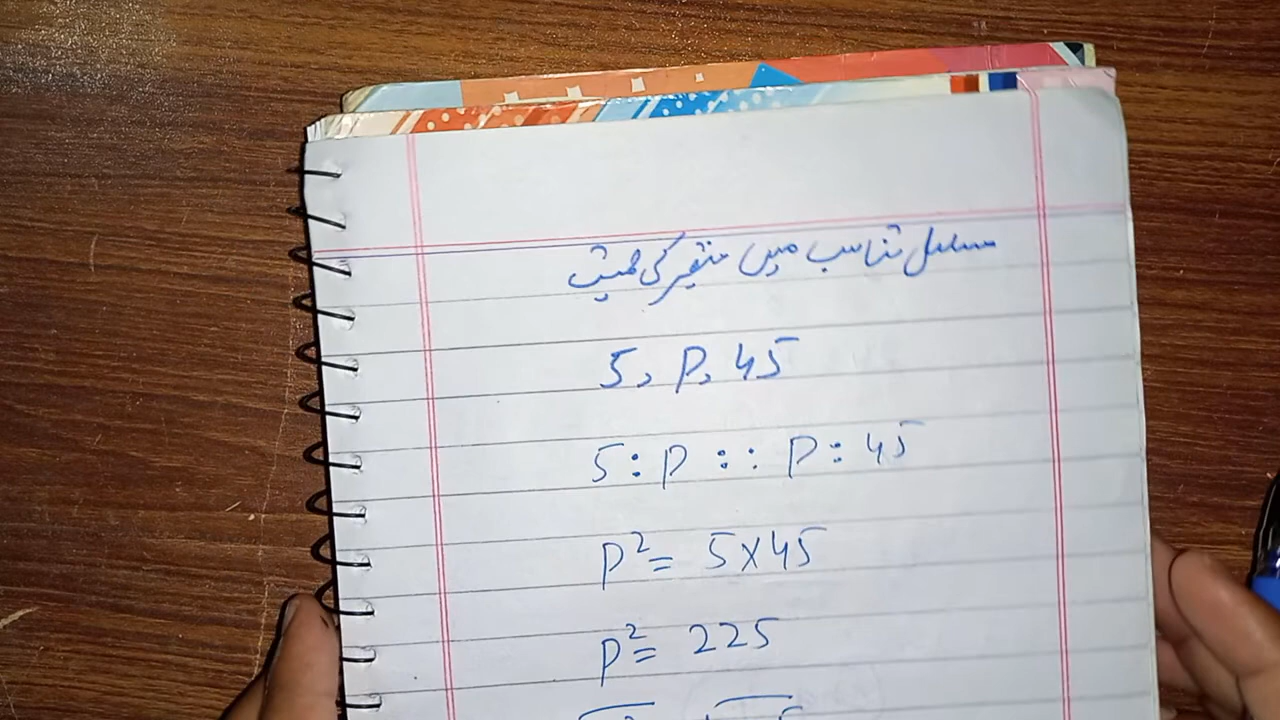 مسلسل تناسب میں متغیر کی قیمت
5, P, 45
5 : P : : P : 45
P² = 5×45
P² = 225